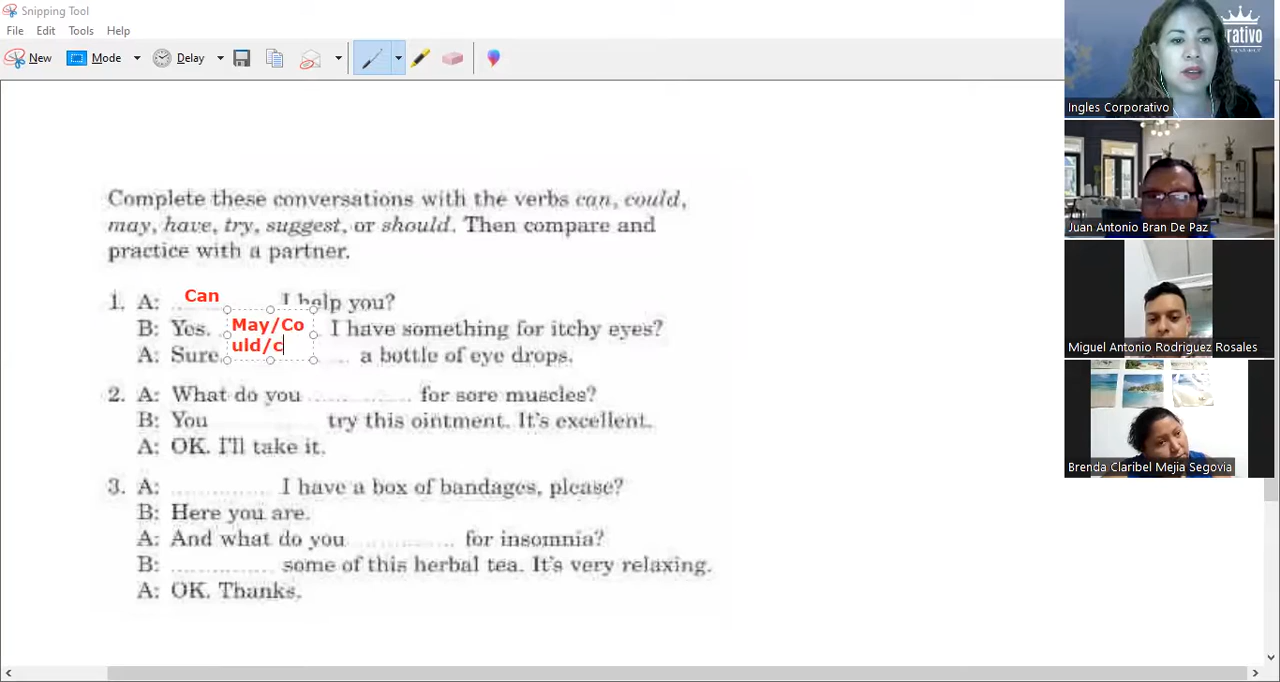 Snipping Tool
File Edit Tools Help
New Mode Delay
rativo
Ingles Corporativo
Juan Antonio Bran De Paz
Miguel Antonio Rodriguez Rosales
Brenda Claribel Mejia Segovia
Complete these conversations with the verbs can, could,
may, have, try, suggest, or should. Then compare and
practice with a partner.
1. A: Can I help you?
B: Yes. May/Co I have something for itchy eyes?
uld/c
A: Sure. a bottle of eye drops.
2. A: What do you ............ for sore muscles?
B: You try this ointment. It's excellent.
A: OK. I'll take it.
3. A: ............ I have a box of bandages, please?
B: Here you are.
A: And what do you ............ for insomnia?
B: ............ some of this herbal tea. It's very relaxing.
A: OK. Thanks.